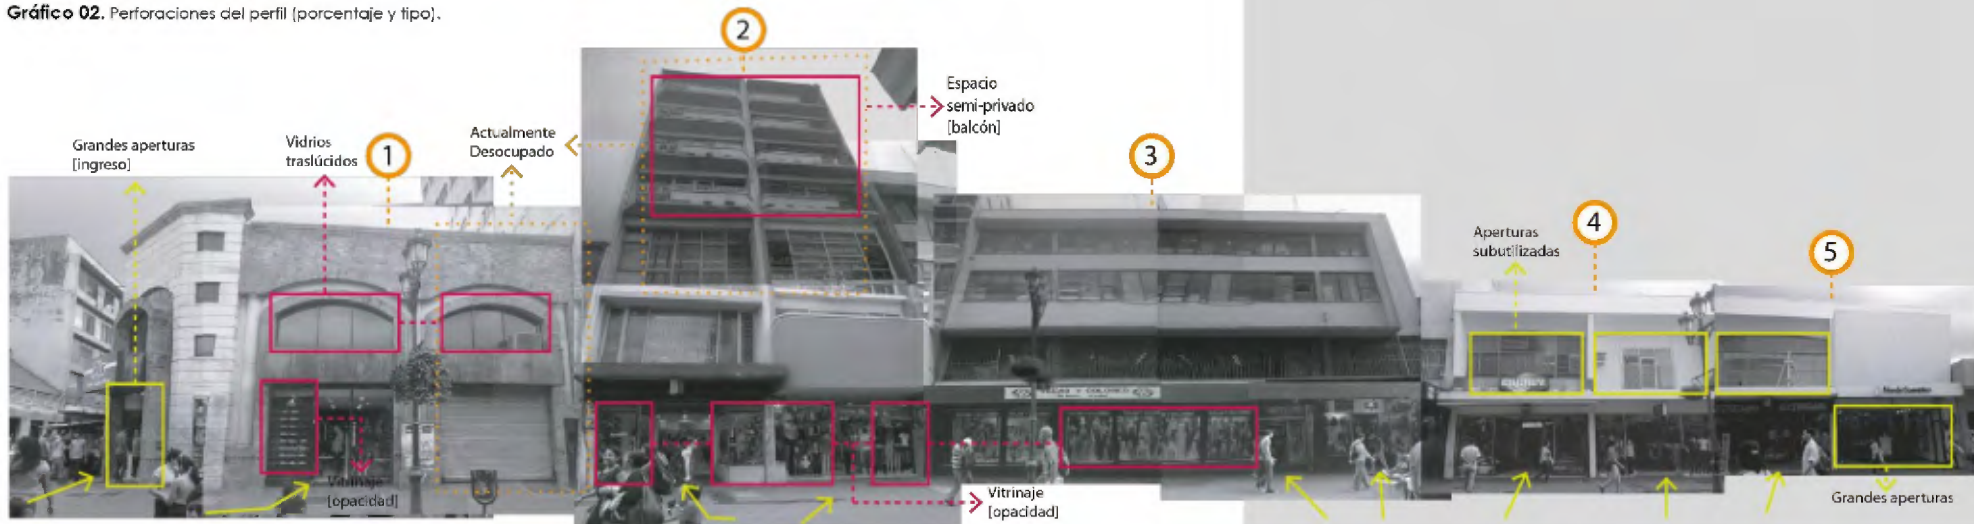 Gráfico 02. Perforaciones del perfil (porcentaje y tipo).
2
Espacio
semi-privado
[balcón]
Grandes aperturas
[ingreso]
Vidrios
traslúcidos
1
Actualmente
Desocupado
3
Aperturas
subutilizadas
4
5
Vitrinaje
[opacidad]
Vitrinaje
[opacidad]
Grandes aperturas